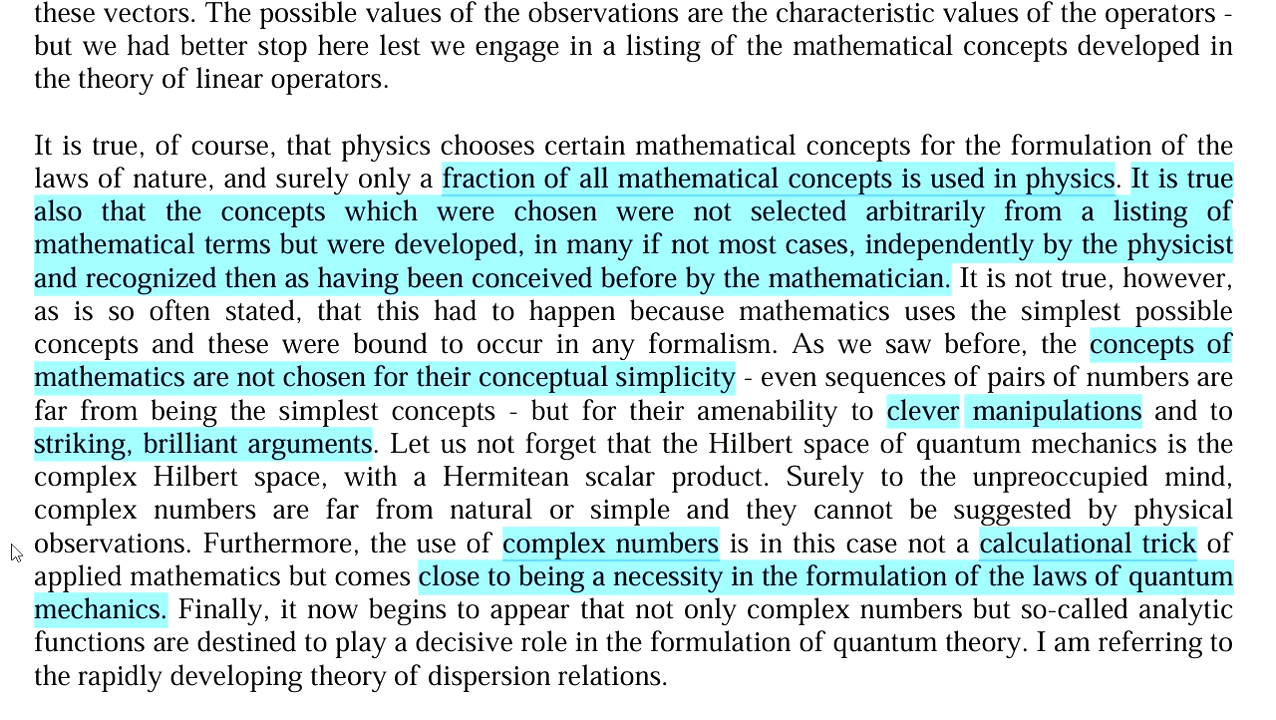 these vectors. The possible values of the observations are the characteristic values of the operators -
but we had better stop here lest we engage in a listing of the mathematical concepts developed in
the theory of linear operators.
It is true, of course, that physics chooses certain mathematical concepts for the formulation of the
laws of nature, and surely only a fraction of all mathematical concepts is used in physics. It is true
also that the concepts which were chosen were not selected arbitrarily from a listing of
mathematical terms but were developed, in many if not most cases, independently by the physicist
and recognized then as having been conceived before by the mathematician. It is not true, however,
as is so often stated, that this had to happen because mathematics uses the simplest possible
concepts and these were bound to occur in any formalism. As we saw before, the concepts of
mathematics are not chosen for their conceptual simplicity - even sequences of pairs of numbers are
far from being the simplest concepts - but for their amenability to clever manipulations and to
striking, brilliant arguments. Let us not forget that the Hilbert space of quantum mechanics is the
complex Hilbert space, with a Hermitean scalar product. Surely to the unpreoccupied mind,
complex numbers are far from natural or simple and they cannot be suggested by physical
observations. Furthermore, the use of complex numbers is in this case not a calculational trick of
applied mathematics but comes close to being a necessity in the formulation of the laws of quantum
mechanics. Finally, it now begins to appear that not only complex numbers but so-called analytic
functions are destined to play a decisive role in the formulation of quantum theory. I am referring to
the rapidly developing theory of dispersion relations.